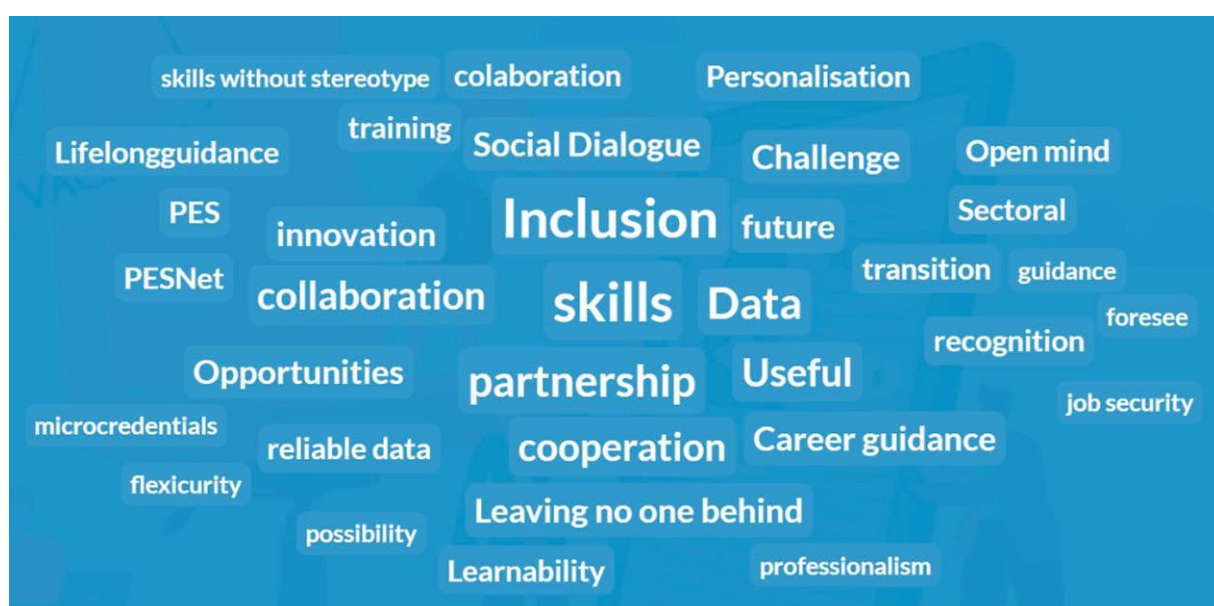 skills without stereotype
colaboration
Personalisation
training
Social Dialogue
Lifelongguidance
Challenge
Open mind
PES
innovation
Inclusion
future
Sectoral
PESNet
collaboration
skills
Data
transition
guidance
foresee
recognition
Opportunities
partnership
Useful
job security
microcredentials
reliable data
cooperation
Career guidance
flexicurity
Leaving no one behind
possibility
Learnability
professionalism